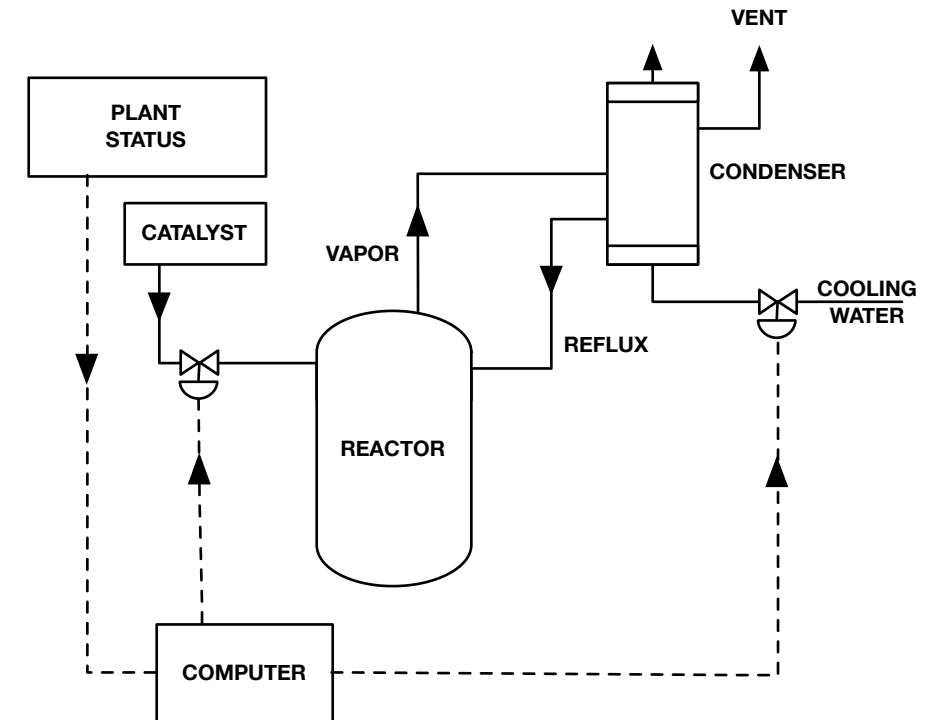 VENT
PLANT
STATUS
CONDENSER
CATALYST
VAPOR
COOLING
WATER
REFLUX
REACTOR
COMPUTER